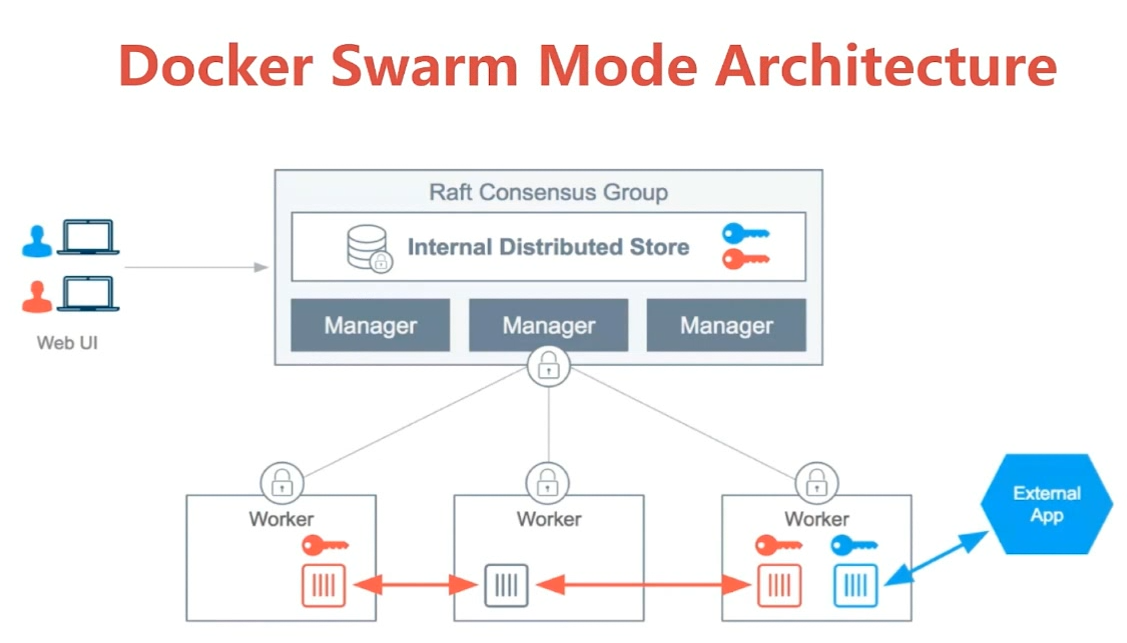 Docker Swarm Mode Architecture
Raft Consensus Group
Internal Distributed Store
Manager
Manager
Manager
Web UI
Worker
Worker
Worker
External
App